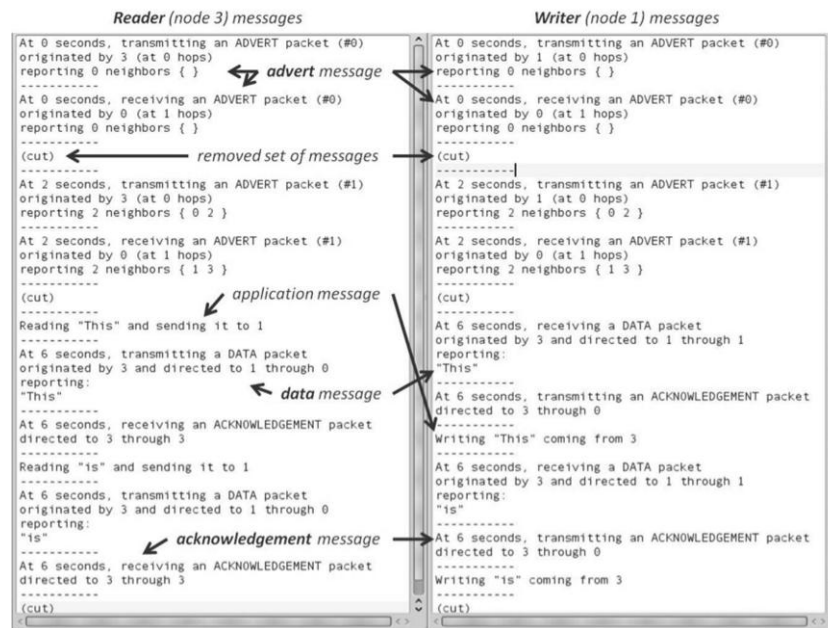 Reader (node 3) messages
At 0 seconds, transmitting an ADVERT packet (#0)
originated by 3 (at 0 hops)
reporting 0 neighbors { }
-----------
At 0 seconds, receiving an ADVERT packet (#0)
originated by 0 (at 1 hops)
reporting 0 neighbors { }
-----------
(cut)
-----------
At 2 seconds, transmitting an ADVERT packet (#1)
originated by 3 (at 0 hops)
reporting 2 neighbors { 0 2 }
-----------
At 2 seconds, receiving an ADVERT packet (#1)
originated by 0 (at 1 hops)
reporting 2 neighbors { 1 3 }
-----------
(cut)
-----------
Reading "This" and sending it to 1
-----------
At 6 seconds, transmitting a DATA packet
originated by 3 and directed to 1 through 0
reporting:
"This"
-----------
At 6 seconds, receiving an ACKNOWLEDGEMENT packet
directed to 3 through 3
-----------
Reading "is" and sending it to 1
-----------
At 6 seconds, transmitting a DATA packet
originated by 3 and directed to 1 through 0
reporting:
"is"
-----------
At 6 seconds, receiving an ACKNOWLEDGEMENT packet
directed to 3 through 3
-----------
(cut)
advert message
removed set of messages
application message
data message
acknowledgement message
Writer (node 1) messages
At 0 seconds, transmitting an ADVERT packet (#0)
originated by 1 (at 0 hops)
reporting 0 neighbors { }
-----------
At 0 seconds, receiving an ADVERT packet (#0)
originated by 0 (at 1 hops)
reporting 0 neighbors { }
-----------
(cut)
-----------
At 2 seconds, transmitting an ADVERT packet (#1)
originated by 1 (at 0 hops)
reporting 2 neighbors { 0 2 }
-----------
At 2 seconds, receiving an ADVERT packet (#1)
originated by 0 (at 1 hops)
reporting 2 neighbors { 1 3 }
-----------
(cut)
-----------
At 6 seconds, receiving a DATA packet
originated by 3 and directed to 1 through 1
reporting:
"This"
-----------
At 6 seconds, transmitting an ACKNOWLEDGEMENT packet
directed to 3 through 0
-----------
Writing "This" coming from 3
-----------
At 6 seconds, receiving a DATA packet
originated by 3 and directed to 1 through 1
reporting:
"is"
-----------
At 6 seconds, transmitting an ACKNOWLEDGEMENT packet
directed to 3 through 0
-----------
Writing "is" coming from 3
-----------
(cut)